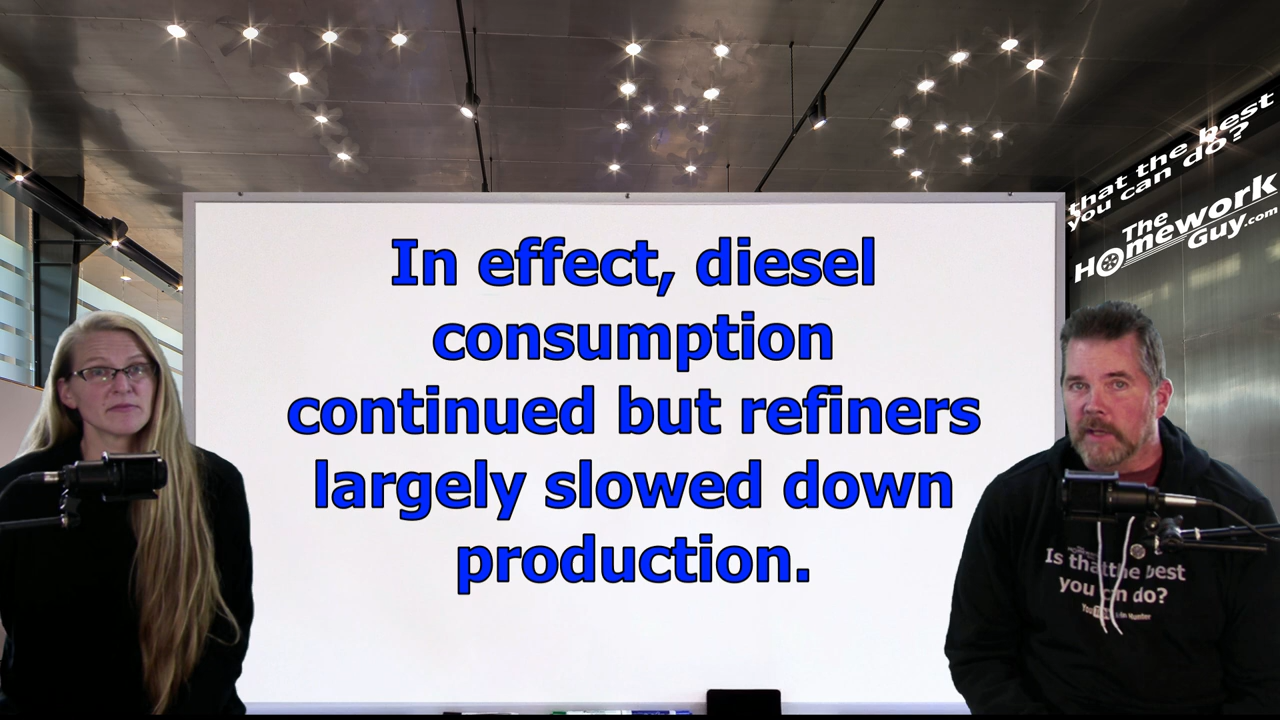 In effect, diesel
consumption
continued but refiners
largely slowed down
production.
that the best
you can do?
The
Homework
Guy.com
Is that the best
you can do?